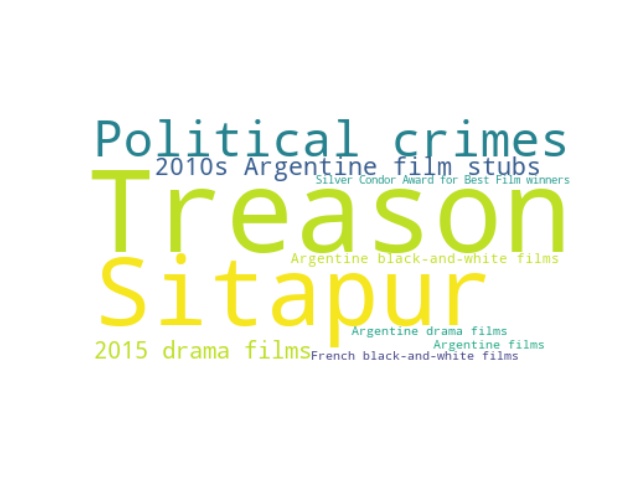 Political crimes
2010s Argentine film stubs
Silver Condor Award for Best Film winners
Treason
Argentine black-and-white films
Sitapur
Argentine drama films
Argentine films
2015 drama films
French black-and-white films